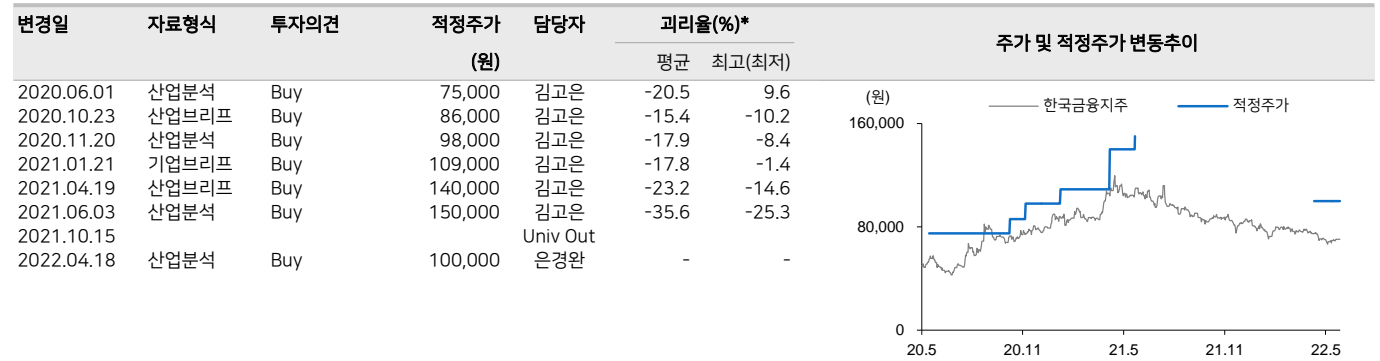 변경일 자료형식 투자의견 적정주가 담당자 괴리율(%)* 주가 및 적정주가 변동추이
(원) 평균 최고(최저)
2020.06.01 산업분석 Buy 75,000 김고은 -20.5 9.6
2020.10.23 산업브리프 Buy 86,000 김고은 -15.4 -10.2
2020.11.20 산업분석 Buy 98,000 김고은 -17.9 -8.4
2021.01.21 기업브리프 Buy 109,000 김고은 -17.8 -1.4
2021.04.19 산업브리프 Buy 140,000 김고은 -23.2 -14.6
2021.06.03 산업분석 Buy 150,000 김고은 -35.6 -25.3
2021.10.15 Univ Out
2022.04.18 산업분석 Buy 100,000 은경완 - -
(원) 한국금융지주 적정주가
160,000
80,000
0
20.5 20.11 21.5 21.11 22.5